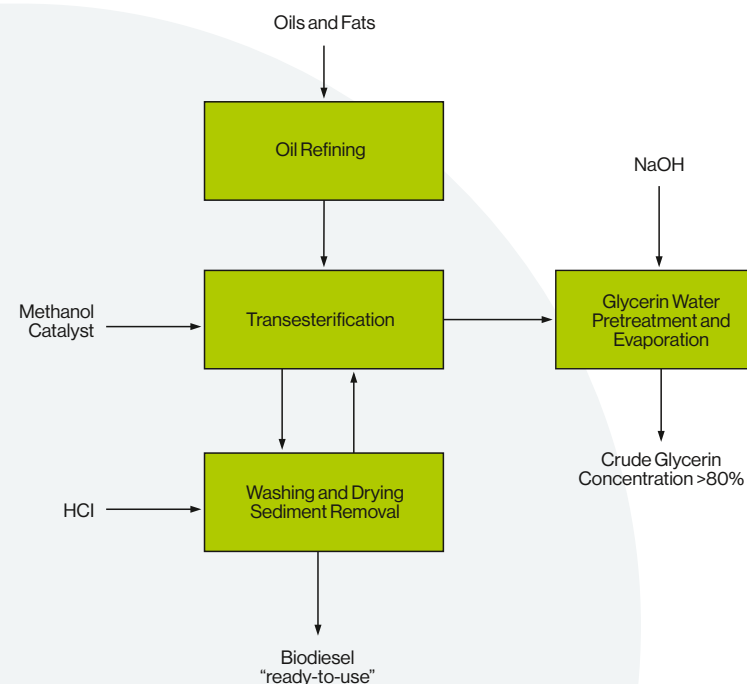 Oils and Fats
Oil Refining
NaOH
Methanol
Catalyst
Transesterification
Glycerin Water
Pretreatment and
Evaporation
HCl
Washing and Drying
Sediment Removal
Crude Glycerin
Concentration >80%
Biodiesel
“ready-to-use”